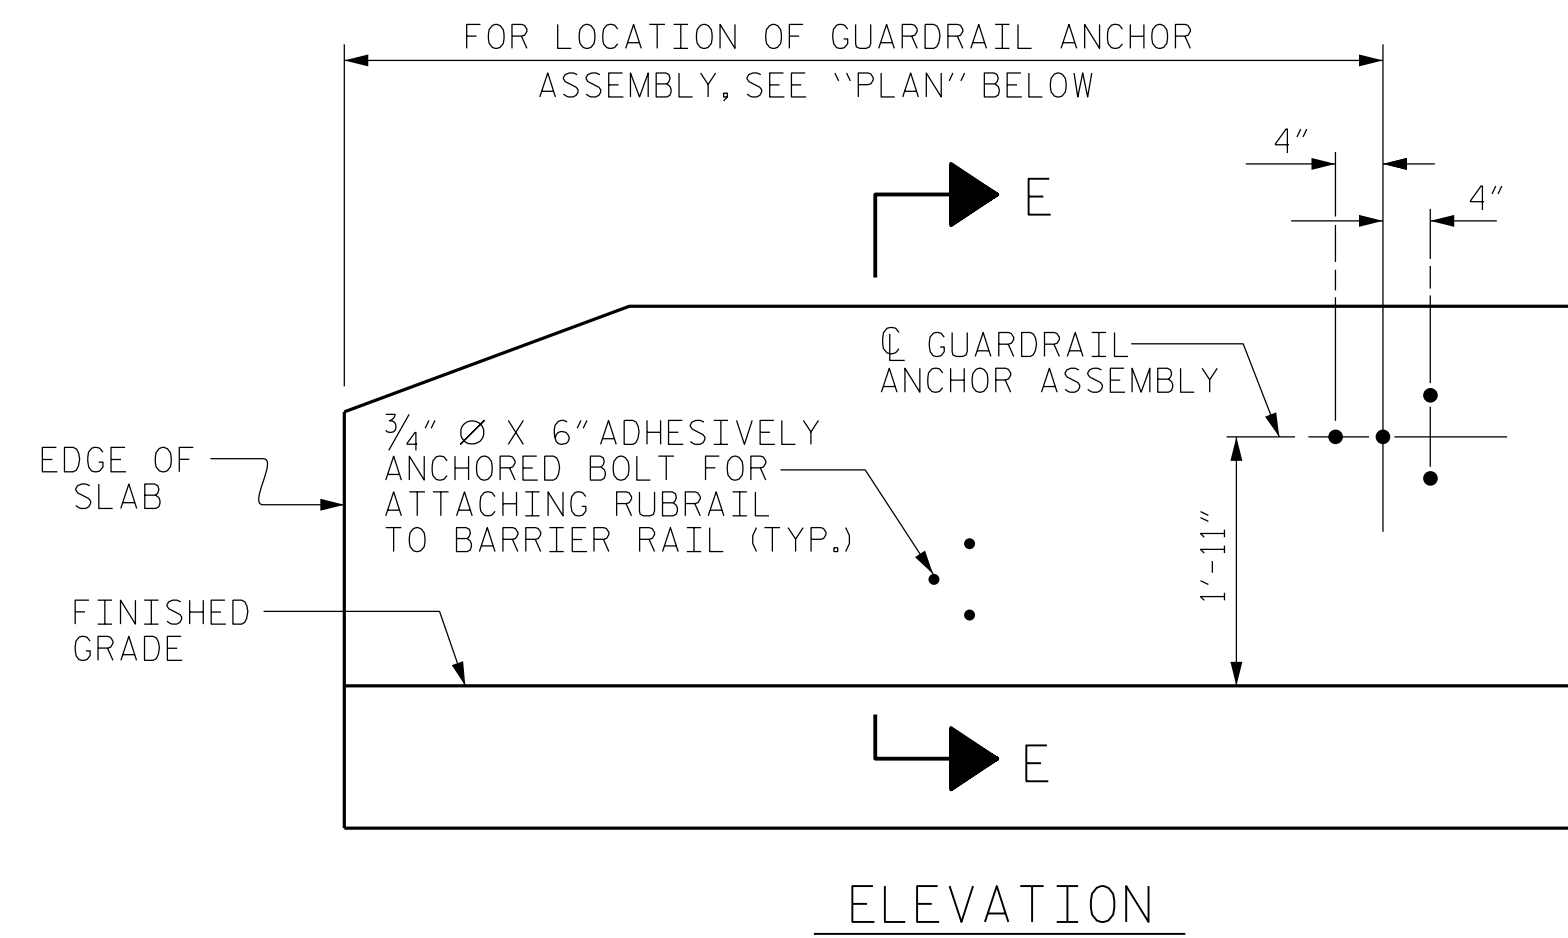 FOR LOCATION OF GUARDRAIL ANCHOR
ASSEMBLY, SEE ‵‵PLAN″ BELOW
4″
4″
E
℄ GUARDRAIL
ANCHOR ASSEMBLY
¾″ Ø X 6″ ADHESIVELY
ANCHORED BOLT FOR
ATTACHING RUBRAIL
TO BARRIER RAIL (TYP.)
EDGE OF
SLAB
1′-11″
FINISHED
GRADE
E
ELEVATION